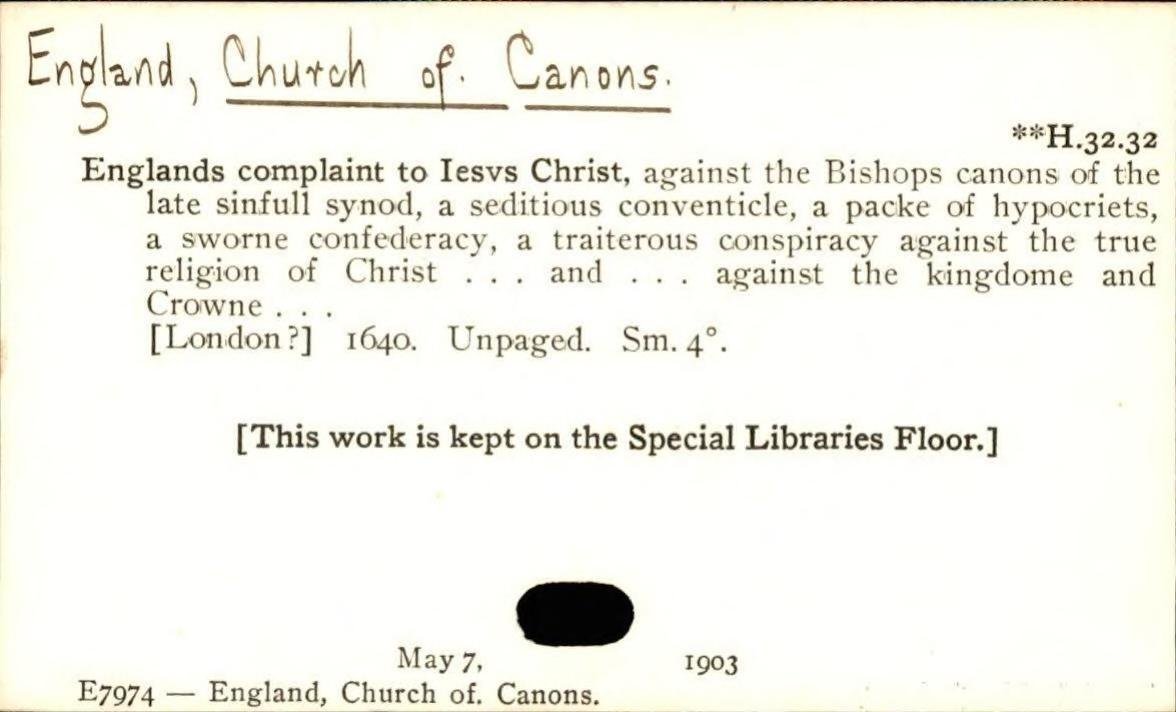 England, Church of. Canons.
**H.32.32
Englands complaint to Iesvs Christ, against the Bishops canons of the
late sinfull synod, a seditious conventicle, a packe of hypocriets,
a sworne confederacy, a traiterous conspiracy against the true
religion of Christ . . . and . . . against the kingdome and
Crowne . . .
[London?] 1640. Unpaged. Sm. 4°.
[This work is kept on the Special Libraries Floor.]
May 7, 1903
E7974 — England, Church of. Canons.